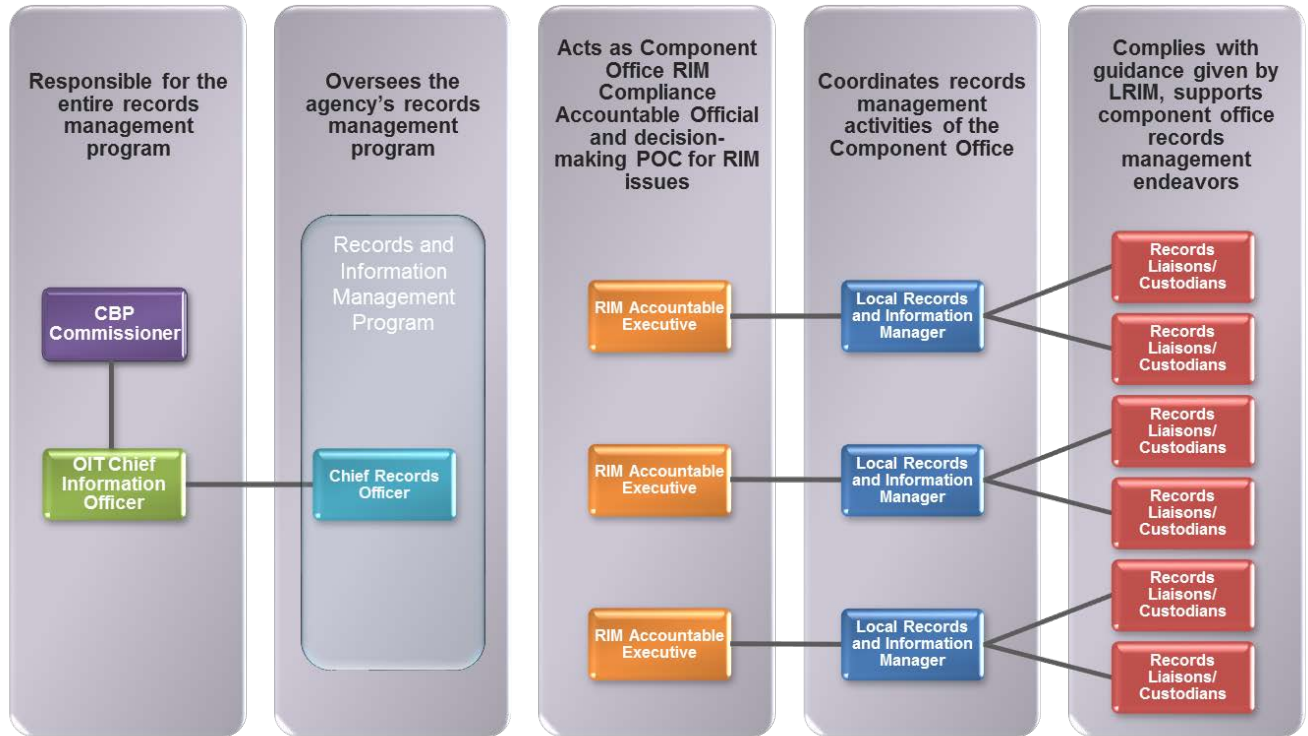 Responsible for the
entire records
management
program
CBP
Commissioner
OIT Chief
Information
Officer
Oversees the
agency's records
management
program
Records and
Information
Management
Program
Chief Records
Officer
Acts as Component
Office RIM
Compliance
Accountable Official
and decision-
making POC for RIM
issues
RIM Accountable
Executive
RIM Accountable
Executive
RIM Accountable
Executive
Coordinates records
management
activities of the
Component Office
Local Records
and Information
Manager
Local Records
and Information
Manager
Local Records
and Information
Manager
Complies with
guidance given by
LRIM, supports
component office
records
management
endeavors
Records
Liaisons/
Custodians
Records
Liaisons/
Custodians
Records
Liaisons/
Custodians
Records
Liaisons/
Custodians
Records
Liaisons/
Custodians
Records
Liaisons/
Custodians